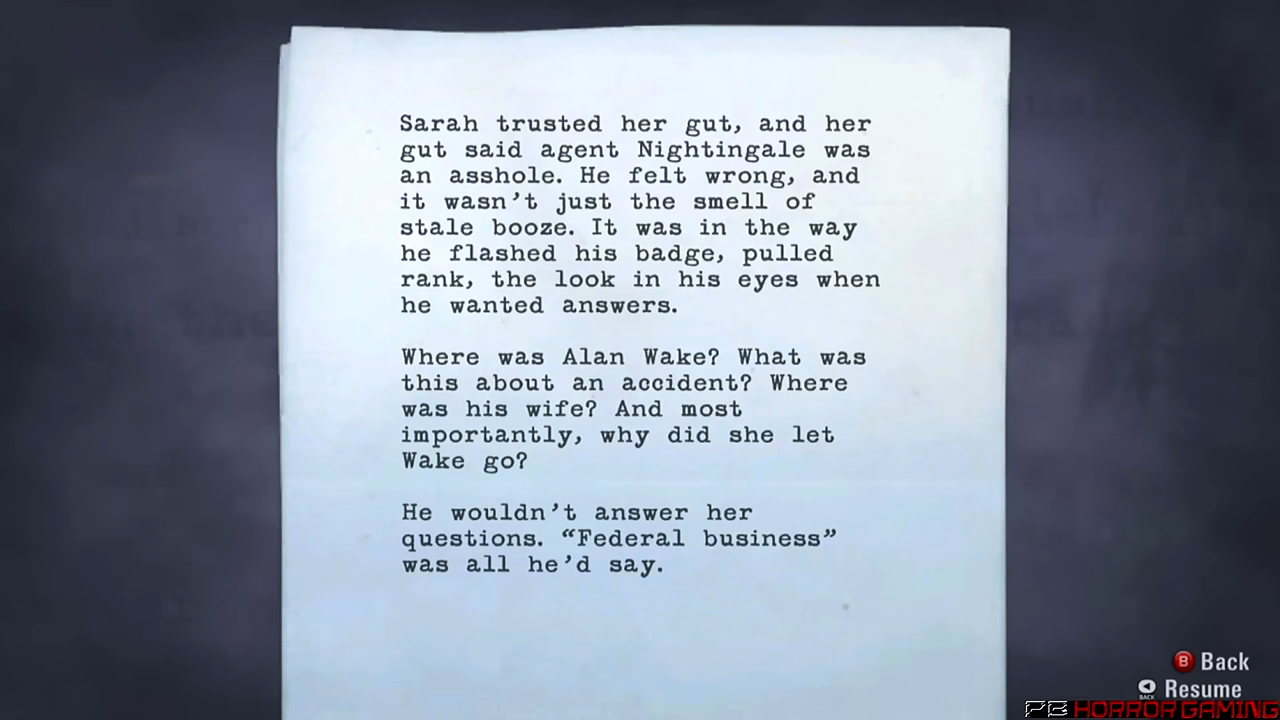 Sarah trusted her gut, and her
gut said agent Nightingale was
an asshole. He felt wrong, and
it wasn't just the smell of
stale booze. It was in the way
he flashed his badge, pulled
rank, the look in his eyes when
he wanted answers.
Where was Alan Wake? What was
this about an accident? Where
was his wife? And most
importantly, why did she let
Wake go?
He wouldn't answer her
questions. “Federal business”
was all he'd say.
B Back
BACK Resume
HORROR GAMING